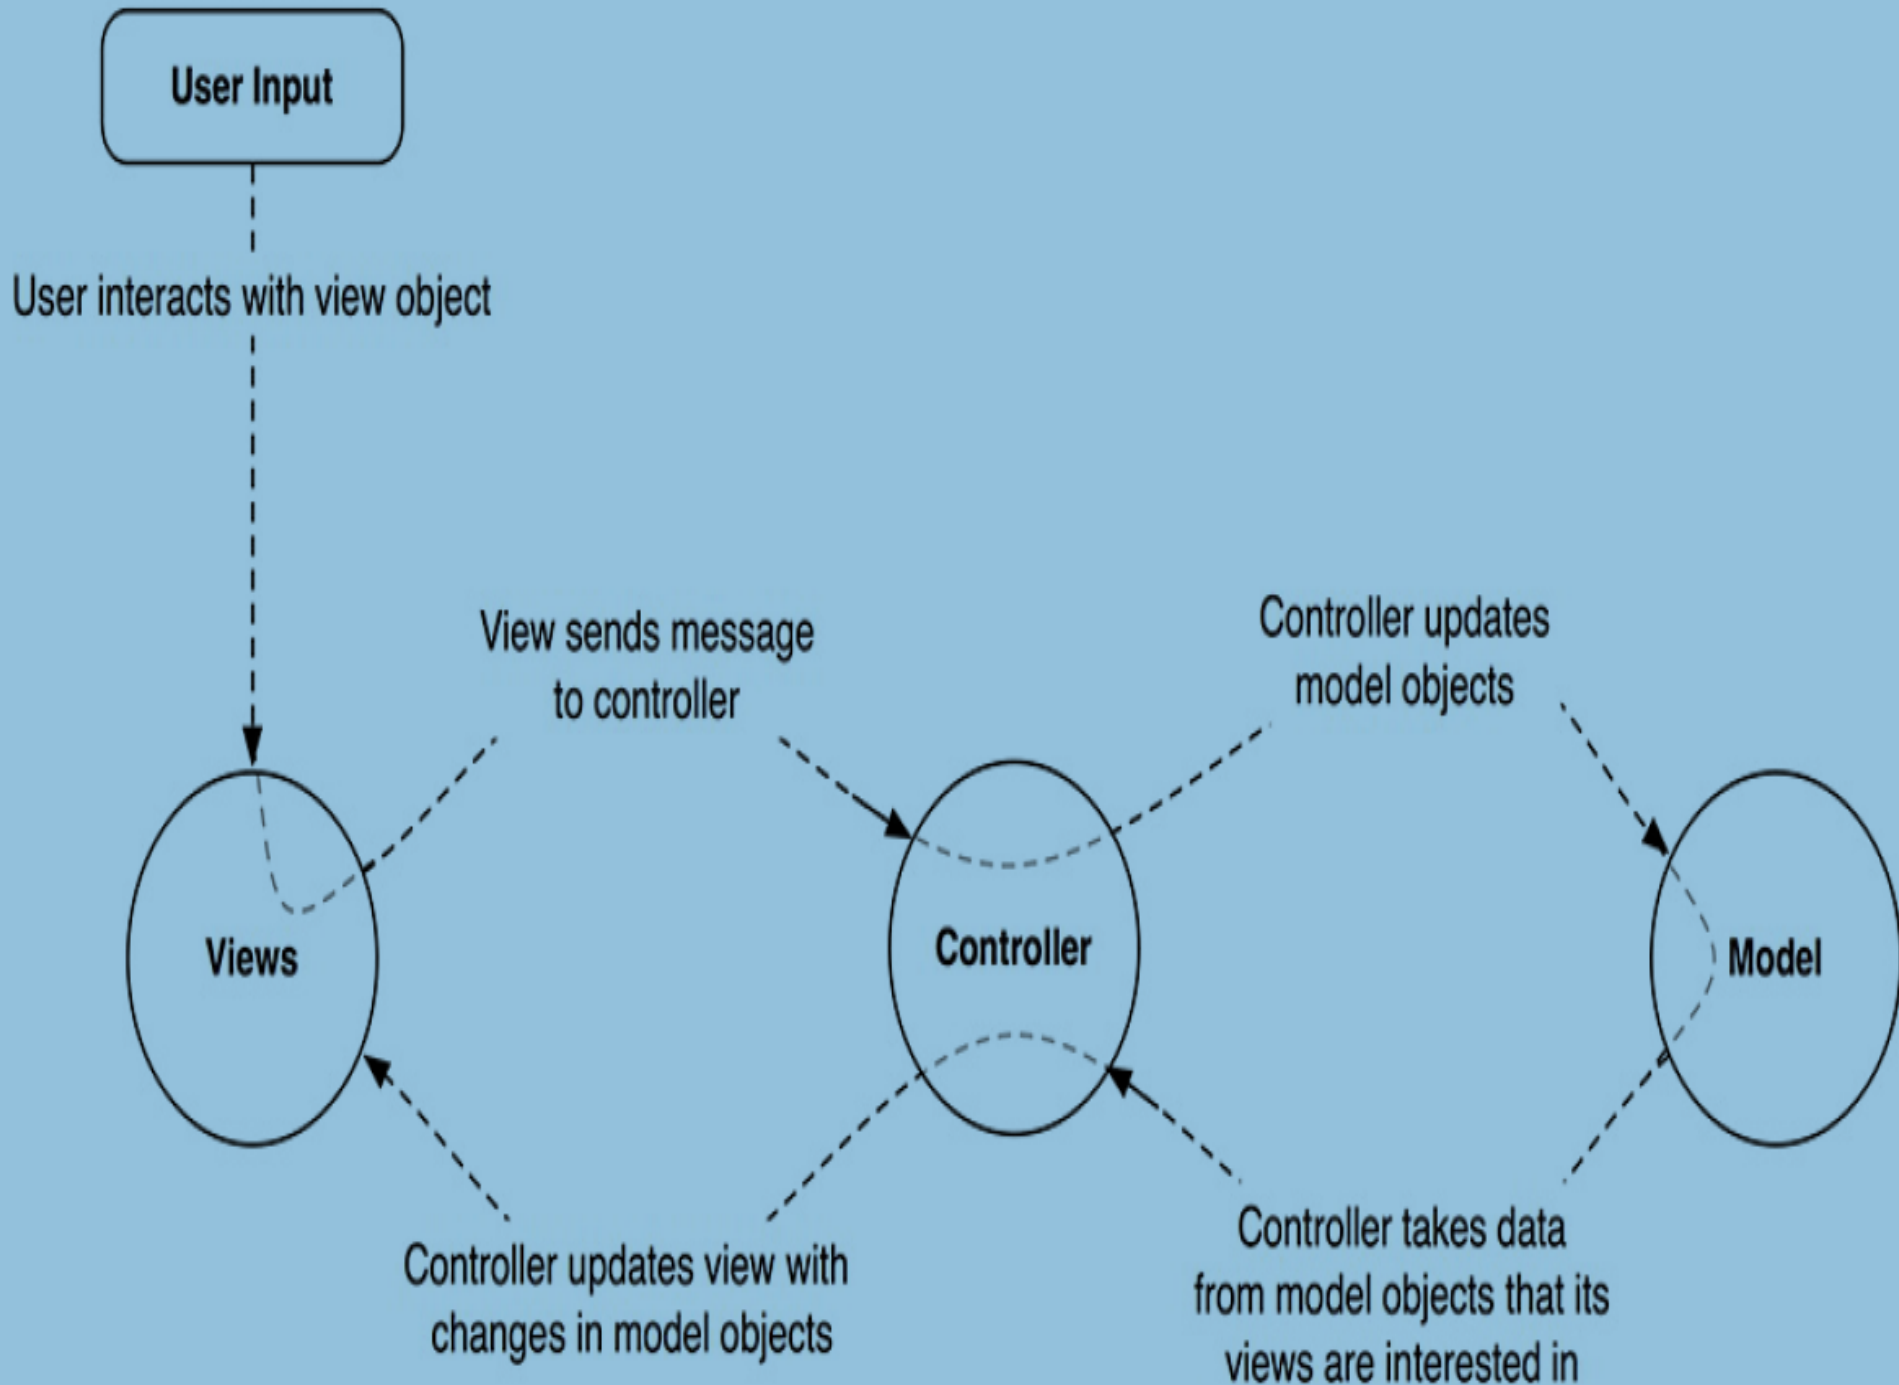 User Input
User interacts with view object
View sends message
to controller
Controller updates
model objects
Views
Controller
Model
Controller updates view with
changes in model objects
Controller takes data
from model objects that its
views are interested in